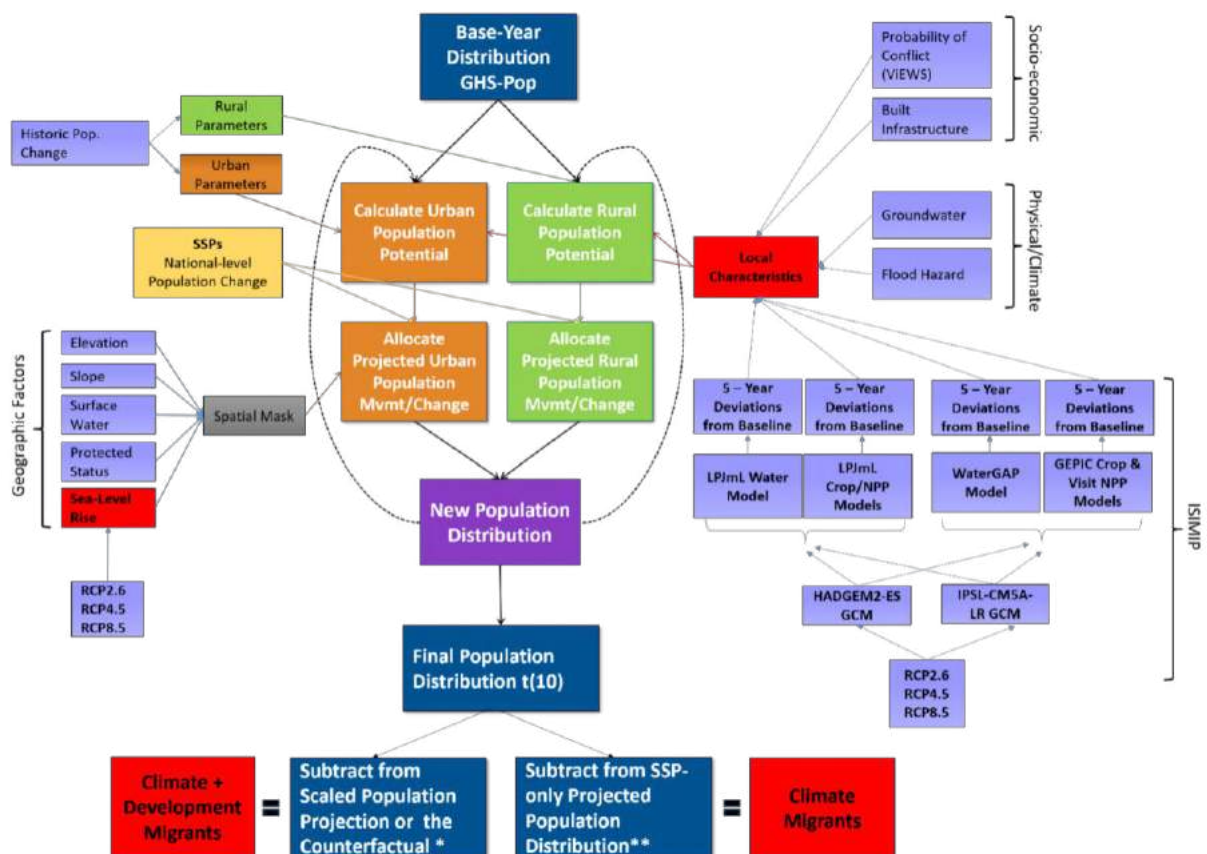 Base-Year
Distribution
GHS-Pop
Probability of
Conflict
(ViEWS)
Built
Infrastructure
Socio-economic
Rural
Parameters
Historic Pop.
Change
Urban
Parameters
Calculate Urban
Population
Potential
Calculate Rural
Population
Potential
Groundwater
Flood Hazard
Physical/Climate
SSPs
National-level
Population Change
Local
Characteristics
Geographic Factors
Elevation
Slope
Surface
Water
Protected
Status
Sea-Level
Rise
Spatial Mask
Allocate
Projected Urban
Population
Mvmt/Change
Allocate
Projected Rural
Population
Mvmt/Change
5 – Year
Deviations
from Baseline
5 – Year
Deviations
from Baseline
5 – Year
Deviations
from Baseline
5 – Year
Deviations
from Baseline
LPJmL Water
Model
LPJmL
Crop/NPP
Models
WaterGAP
Model
GEPIC Crop &
Visit NPP
Models
ISIMIP
New Population
Distribution
RCP2.6
RCP4.5
RCP8.5
HADGEM2-ES
GCM
IPSL-CM5A-
LR GCM
RCP2.6
RCP4.5
RCP8.5
Final Population
Distribution t(10)
Climate +
Development
Migrants
=
Subtract from
Scaled Population
Projection or the
Counterfactual *
Subtract from SSP-
only Projected
Population
Distribution**
=
Climate
Migrants